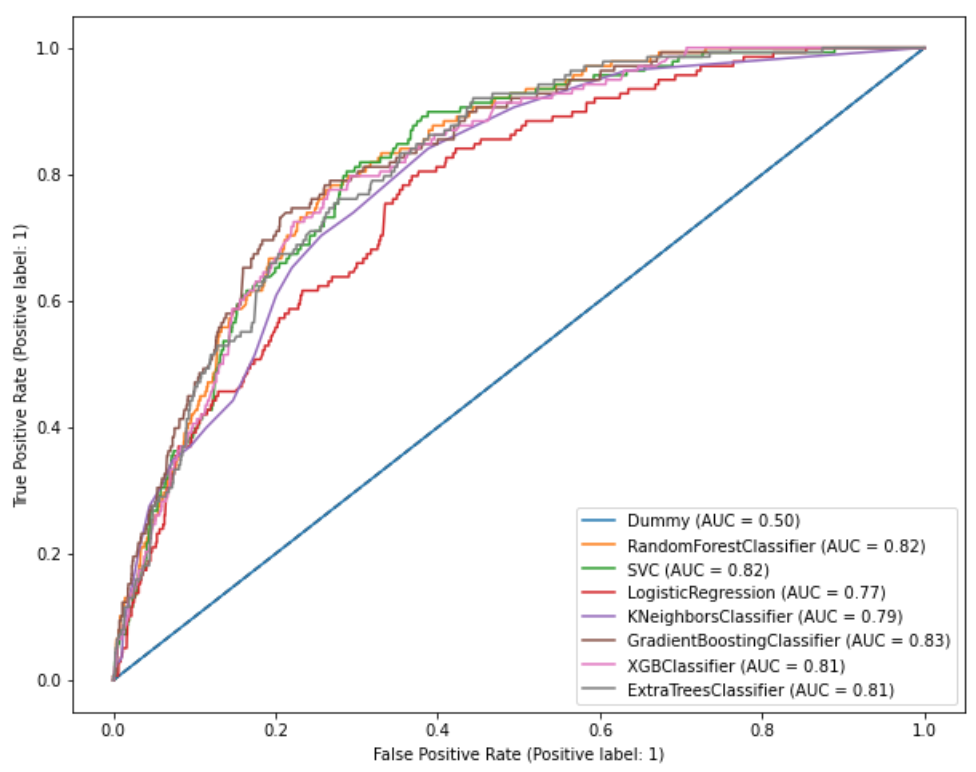 1.0
0.8
0.6
0.4
0.2
0.0
True Positive Rate (Positive label: 1)
Dummy (AUC = 0.50)
RandomForestClassifier (AUC = 0.82)
SVC (AUC = 0.82)
LogisticRegression (AUC = 0.77)
KNeighborsClassifier (AUC = 0.79)
GradientBoostingClassifier (AUC = 0.83)
XGBClassifier (AUC = 0.81)
ExtraTreesClassifier (AUC = 0.81)
0.0 0.2 0.4 0.6 0.8 1.0
False Positive Rate (Positive label: 1)